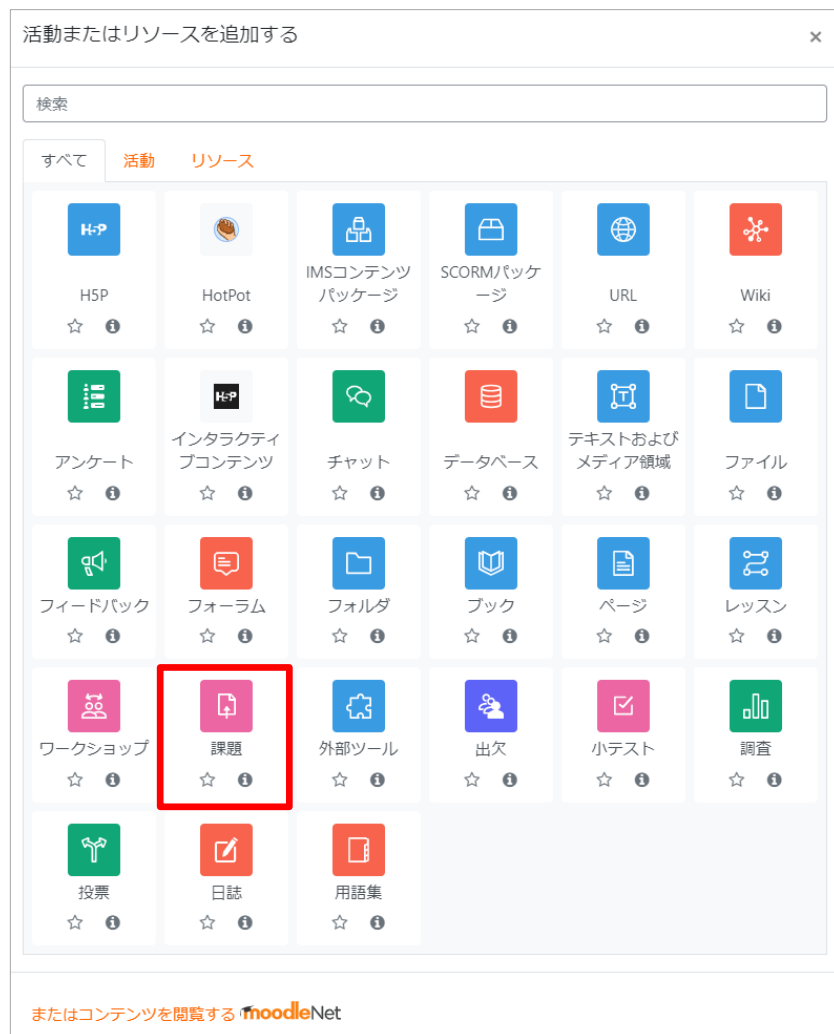 活動またはリソースを追加する ×
検索
すべて 活動 リソース
H5P
H5P
HotPot
IMSコンテンツ
パッケージ
SCORMパッケ
ージ
URL
Wiki
アンケート
H5P
インタラクティ
ブコンテンツ
チャット
データベース
テキストおよび
メディア領域
ファイル
フィードバック
フォーラム
フォルダ
ブック
ページ
レッスン
ワークショップ
課題
外部ツール
出欠
小テスト
調査
投票
日誌
用語集
またはコンテンツを閲覧する moodleNet